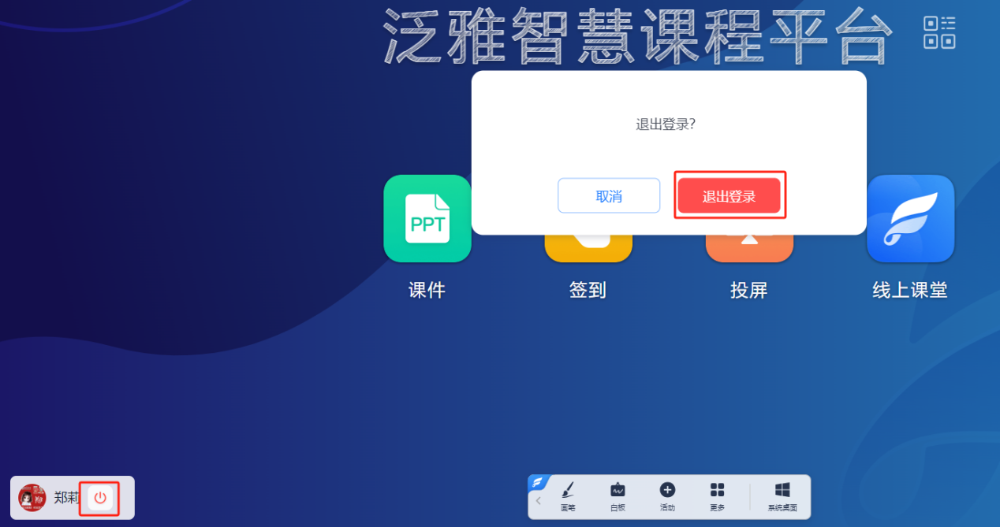 泛雅智慧课程平台
退出登录?
取消
退出登录
PPT
课件
签到
投屏
线上课堂
郑莉
画笔
白板
活动
更多
系统桌面